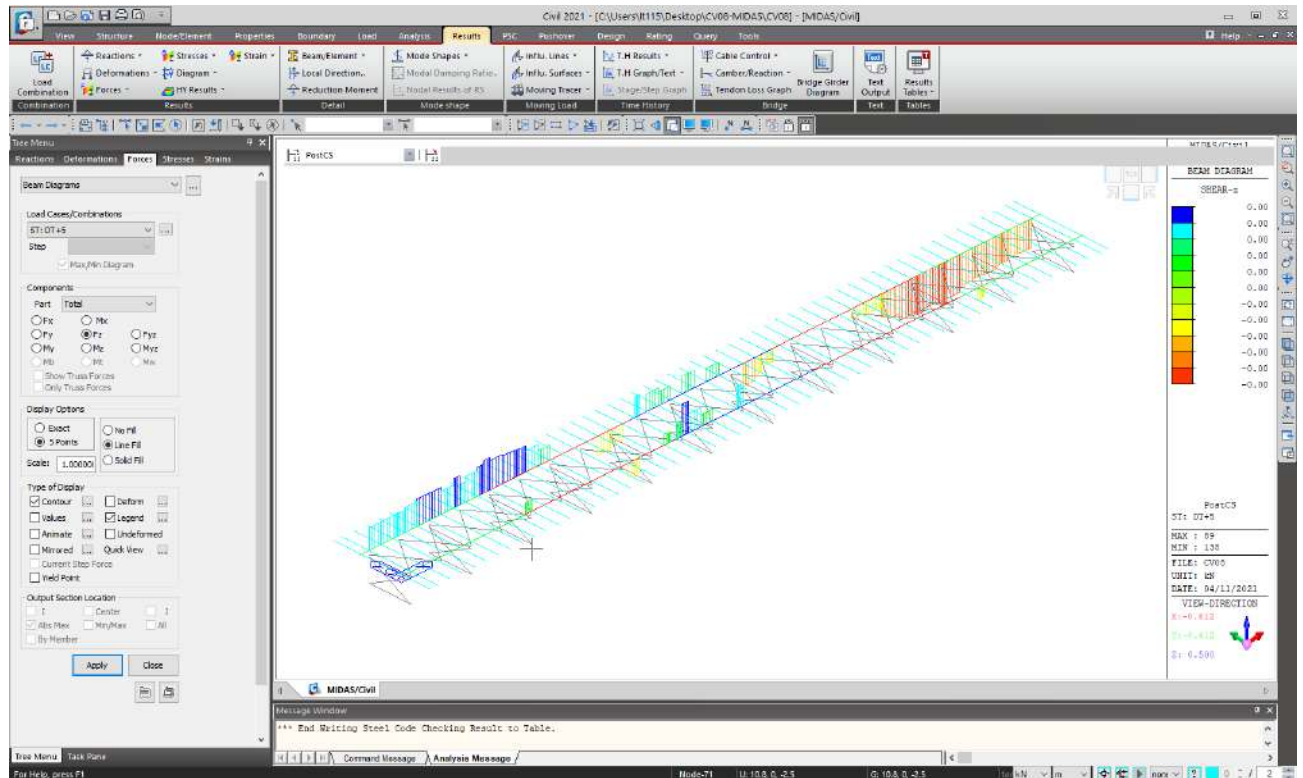 Civil 2021 - [C:\Users\lt115\Desktop\CV08-MIDAS\CV08] - [MIDAS/Civil]
View Structure Node/Element Properties Boundary Load Analysis Results PSC Pushover Design Rating Query Tools Help
Load Combination
Reactions
Deformations
Forces
Stresses
Diagram
HY Results
Strain
Beam/Element
Local Direction..
Reduction Moment
Mode Shapes
Modal Damping Ratio..
Nodal Results of RS..
Influ. Lines
Influ. Surfaces
Moving Tracer
T.H Results
T.H Graph/Text
Stage/Step Graph
Cable Control
Camber/Reaction
Tendon Loss Graph
Bridge Girder Diagram
Text Output
Results Tables
Combination Results Detail Mode shape Moving Load Time History Bridge Text Tables
Tree Menu
Reactions Deformations Forces Stresses Strains
Beam Diagrams
Load Cases/Combinations
ST: DT+5
Step
Max/Min Diagram
Components
Part Total
Fx Mx
Fy Fz Fyz
My Mz Myz
Mb Mt Mw
Show Truss Forces
Only Truss Forces
Display Options
Exact
5 Points
No Fill
Line Fill
Solid Fill
Scale: 1.00000
Type of Display
Contour Deform
Values Legend
Animate Undeformed
Mirrored Quick View
Current Step Force
Yield Point
Output Section Location
I Center J
Abs Max Min/Max All
By Member
Apply Close
Tree Menu Task Pane
For Help, press F1
PostCS
BEAM DIAGRAM
SHEAR-z
0.00
0.00
0.00
0.00
0.00
0.00
-0.00
-0.00
-0.00
-0.00
-0.00
-0.00
PostCS
ST: DT+5
MAX : 89
MIN : 138
FILE: CV08
UNIT: kN
DATE: 04/11/2021
VIEW-DIRECTION
X:-0.612
Z: 0.500
MIDAS/Civil
Message Window
*** End Writing Steel Code Checking Result to Table.
Command Message Analysis Message
Node-71 U: 10.8, 0, -2.5 G: 10.8, 0, -2.5 kN m 2